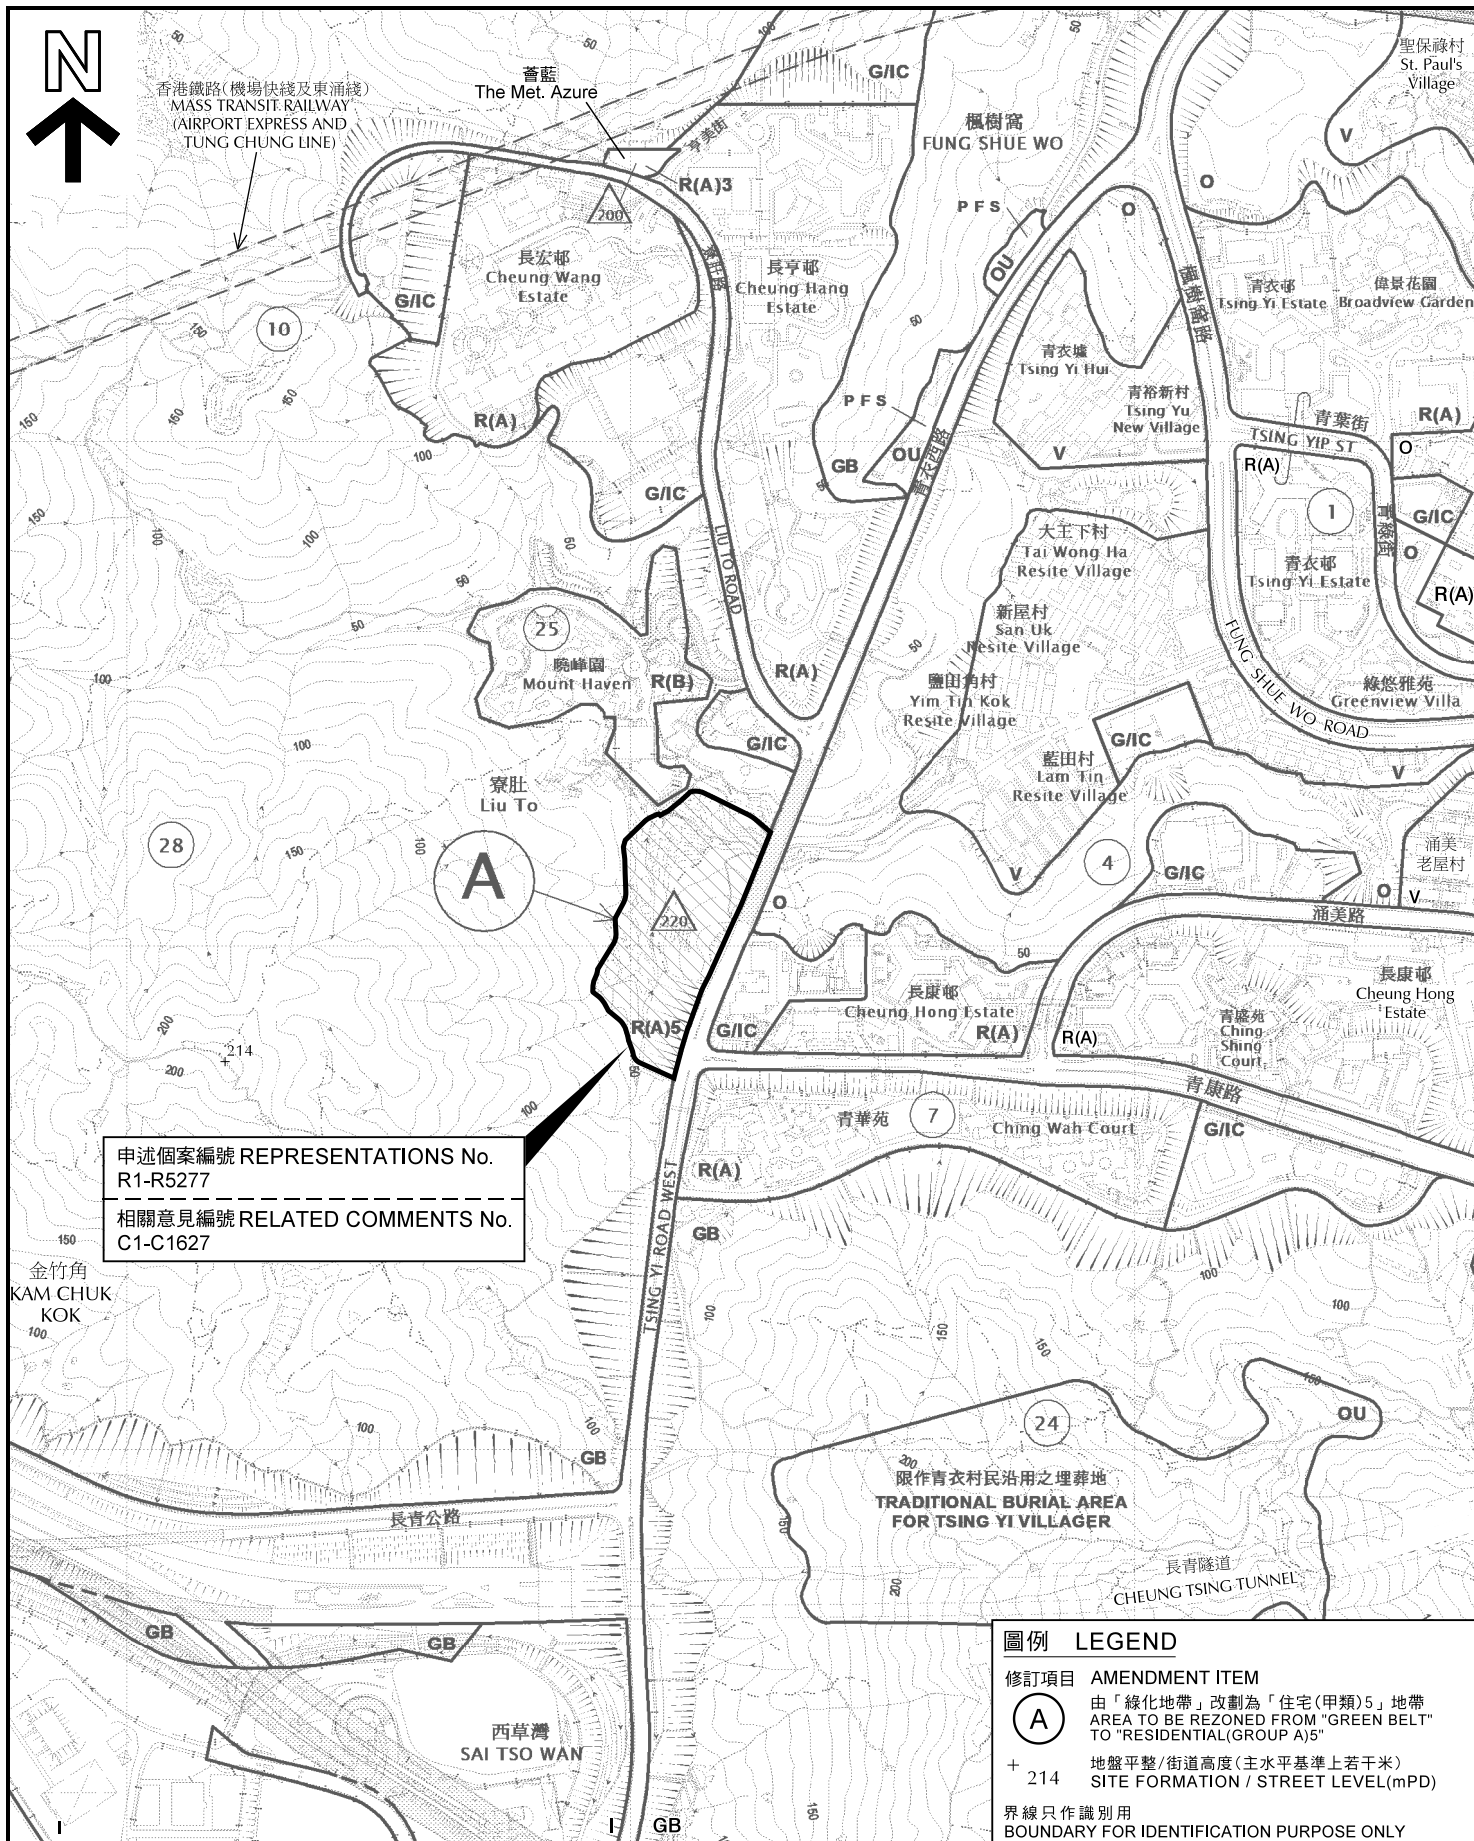 N
香港鐵路(機場快綫及東涌綫)
MASS TRANSIT RAILWAY
(AIRPORT EXPRESS AND
TUNG CHUNG LINE)
薈藍
The Met. Azure
亨美街
G/IC
R(A)3
200
楓樹窩
FUNG SHUE WO
聖保祿村
St. Paul's
Village
V
O
O
PFS
OU
長宏邨
Cheung Wang
Estate
G/IC
寮肚路
長亨邨
Cheung Hang
Estate
楓樹窩路
青衣邨
Tsing Yi Estate
偉景花園
Broadview Garden
10
青衣墟
Tsing Yi Hui
青裕新村
Tsing Yu
New Village
V
PFS
OU
GB
青衣西路
R(A)
G/IC
青葉街
TSING YIP ST
R(A)
O
R(A)
1
G/IC
青綠街
O
青衣邨
Tsing Yi Estate
R(A)
大王下村
Tai Wong Ha
Resite Village
新屋村
San Uk
Resite Village
鹽田角村
Yim Tin Kok
Resite Village
藍田村
Lam Tin
Resite Village
G/IC
FUNG SHUE WO ROAD
綠悠雅苑
Greenview Villa
V
LIU TO ROAD
25
曉峰園
Mount Haven
R(B)
R(A)
G/IC
寮肚
Liu To
28
A
220
R(A)5
O
V
4
G/IC
涌美
老屋村
O
V
涌美路
長康邨
Cheung Hong Estate
G/IC
R(A)
R(A)
青盛苑
Ching
Shing
Court
長康邨
Cheung Hong
Estate
青康路
214
青華苑
7
Ching Wah Court
G/IC
R(A)
GB
申述個案編號 REPRESENTATIONS No.
R1-R5277
相關意見編號 RELATED COMMENTS No.
C1-C1627
金竹角
KAM CHUK
KOK
TSING YI ROAD WEST
GB
長青公路
24
OU
限作青衣村民沿用之埋葬地
TRADITIONAL BURIAL AREA
FOR TSING YI VILLAGER
長青隧道
CHEUNG TSING TUNNEL
GB
GB
西草灣
SAI TSO WAN
I
I
GB
圖例 LEGEND
修訂項目 AMENDMENT ITEM
A
由「綠化地帶」改劃為「住宅(甲類)5」地帶
AREA TO BE REZONED FROM "GREEN BELT"
TO "RESIDENTIAL(GROUP A)5"
+ 214
地盤平整/街道高度(主水平基準上若干米)
SITE FORMATION / STREET LEVEL(mPD)
界線只作識別用
BOUNDARY FOR IDENTIFICATION PURPOSE ONLY